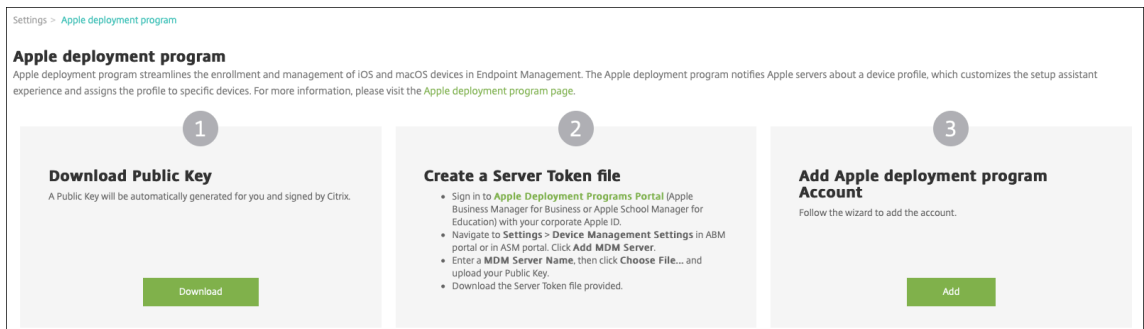 Settings > Apple deployment program
Apple deployment program
Apple deployment program streamlines the enrollment and management of iOS and macOS devices in Endpoint Management. The Apple deployment program notifies Apple servers about a device profile, which customizes the setup assistant
experience and assigns the profile to specific devices. For more information, please visit the Apple deployment program page.
1
Download Public Key
A Public Key will be automatically generated for you and signed by Citrix.
Download
2
Create a Server Token file
• Sign in to Apple Deployment Programs Portal (Apple
Business Manager for Business or Apple School Manager for
Education) with your corporate Apple ID.
• Navigate to Settings > Device Management Settings in ABM
portal or in ASM portal. Click Add MDM Server.
• Enter a MDM Server Name, then click Choose File... and
upload your Public Key.
• Download the Server Token file provided.
3
Add Apple deployment program
Account
Follow the wizard to add the account.
Add